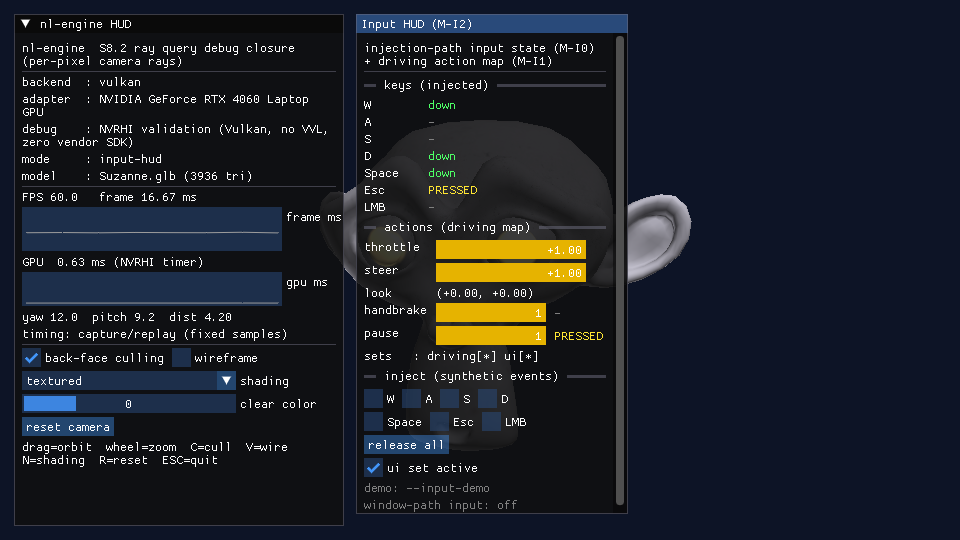 nl-engine HUD
nl-engine  S8.2 ray query debug closure
(per-pixel camera rays)
backend  : vulkan
adapter  : NVIDIA GeForce RTX 4060 Laptop
GPU
debug    : NVRHI validation (Vulkan, no VVL,
zero vendor SDK)
mode     : input-hud
model    : Suzanne.glb (3936 tri)
FPS 60.0   frame 16.67 ms
frame ms
GPU  0.63 ms (NVRHI timer)
gpu ms
yaw 12.0  pitch 9.2  dist 4.20
timing: capture/replay (fixed samples)
back-face culling  wireframe
textured  shading
0  clear color
reset camera
drag=orbit  wheel=zoom  C=cull  V=wire
N=shading  R=reset  ESC=quit
Input HUD (M-I2)
injection-path input state (M-I0)
+ driving action map (M-I1)
keys (injected)
W  down
A  -
S  -
D  down
Space  down
Esc  PRESSED
LMB  -
actions (driving map)
throttle  +1.00
steer  +1.00
look  (+0.00, +0.00)
handbrake  1  -
pause  1  PRESSED
sets   : driving[*] ui[*]
inject (synthetic events)
W  A  S  D
Space  Esc  LMB
release all
ui set active
demo: --input-demo
window-path input: off